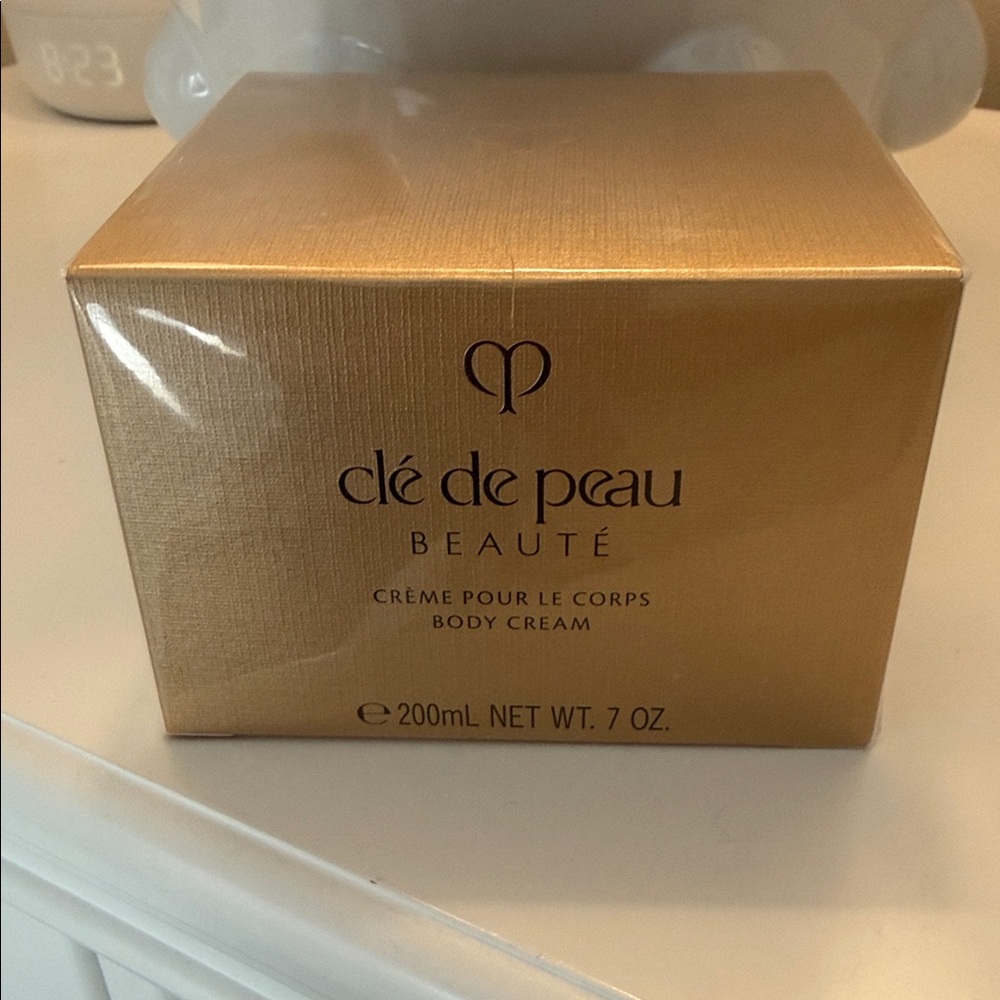 8:23
clé de peau
BEAUTÉ
CRÈME POUR LE CORPS
BODY CREAM
℮ 200mL NET WT. 7 OZ.